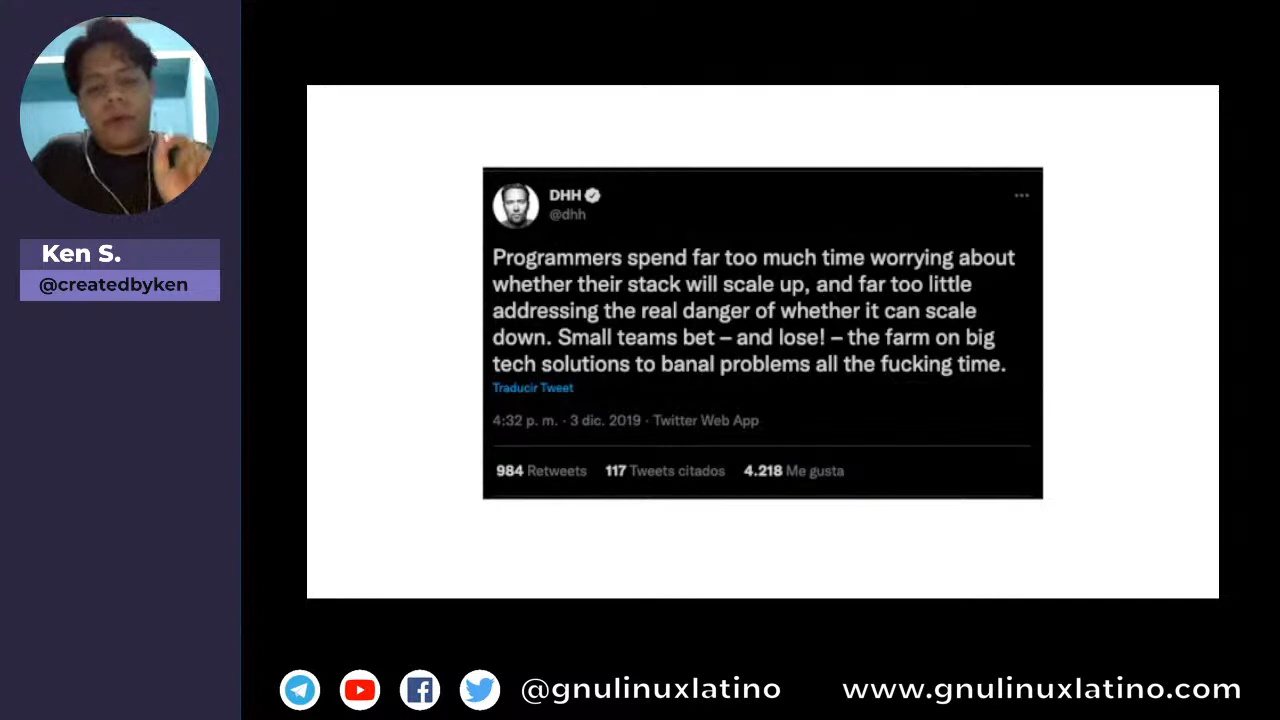 Ken S.
@createdbyken
DHH
@dhh
Programmers spend far too much time worrying about
whether their stack will scale up, and far too little
addressing the real danger of whether it can scale
down. Small teams bet – and lose! – the farm on big
tech solutions to banal problems all the fucking time.
Traducir Tweet
4:32 p. m. · 3 dic. 2019 · Twitter Web App
984 Retweets 117 Tweets citados 4.218 Me gusta
@gnulinuxlatino www.gnulinuxlatino.com